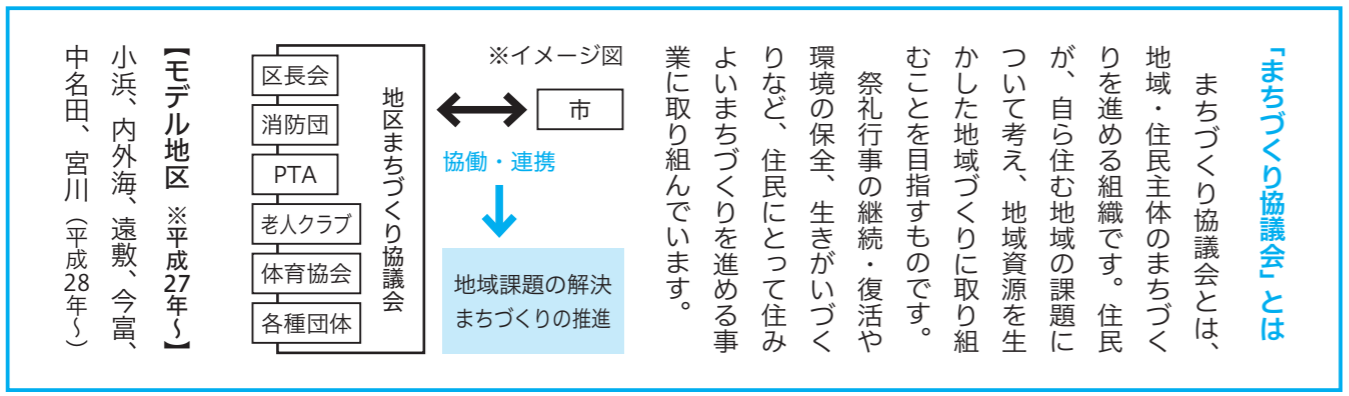 「まちづくり協議会」とは
まちづくり協議会とは、
地域・住民主体のまちづく
りを進める組織です。住民
が、自ら住む地域の課題に
ついて考え、地域資源を生
かした地域づくりに取り組
むことを目指すものです。
祭礼行事の継続・復活や
環境の保全、生きがいづく
りなど、住民にとって住み
よいまちづくりを進める事
業に取り組んでいます。
※イメージ図
市
協働・連携
地域課題の解決
まちづくりの推進
地区まちづくり協議会
区長会
消防団
PTA
老人クラブ
体育協会
各種団体
【モデル地区 ※平成27年～】
小浜、内外海、遠敷、今富、
中名田、宮川（平成28年～）